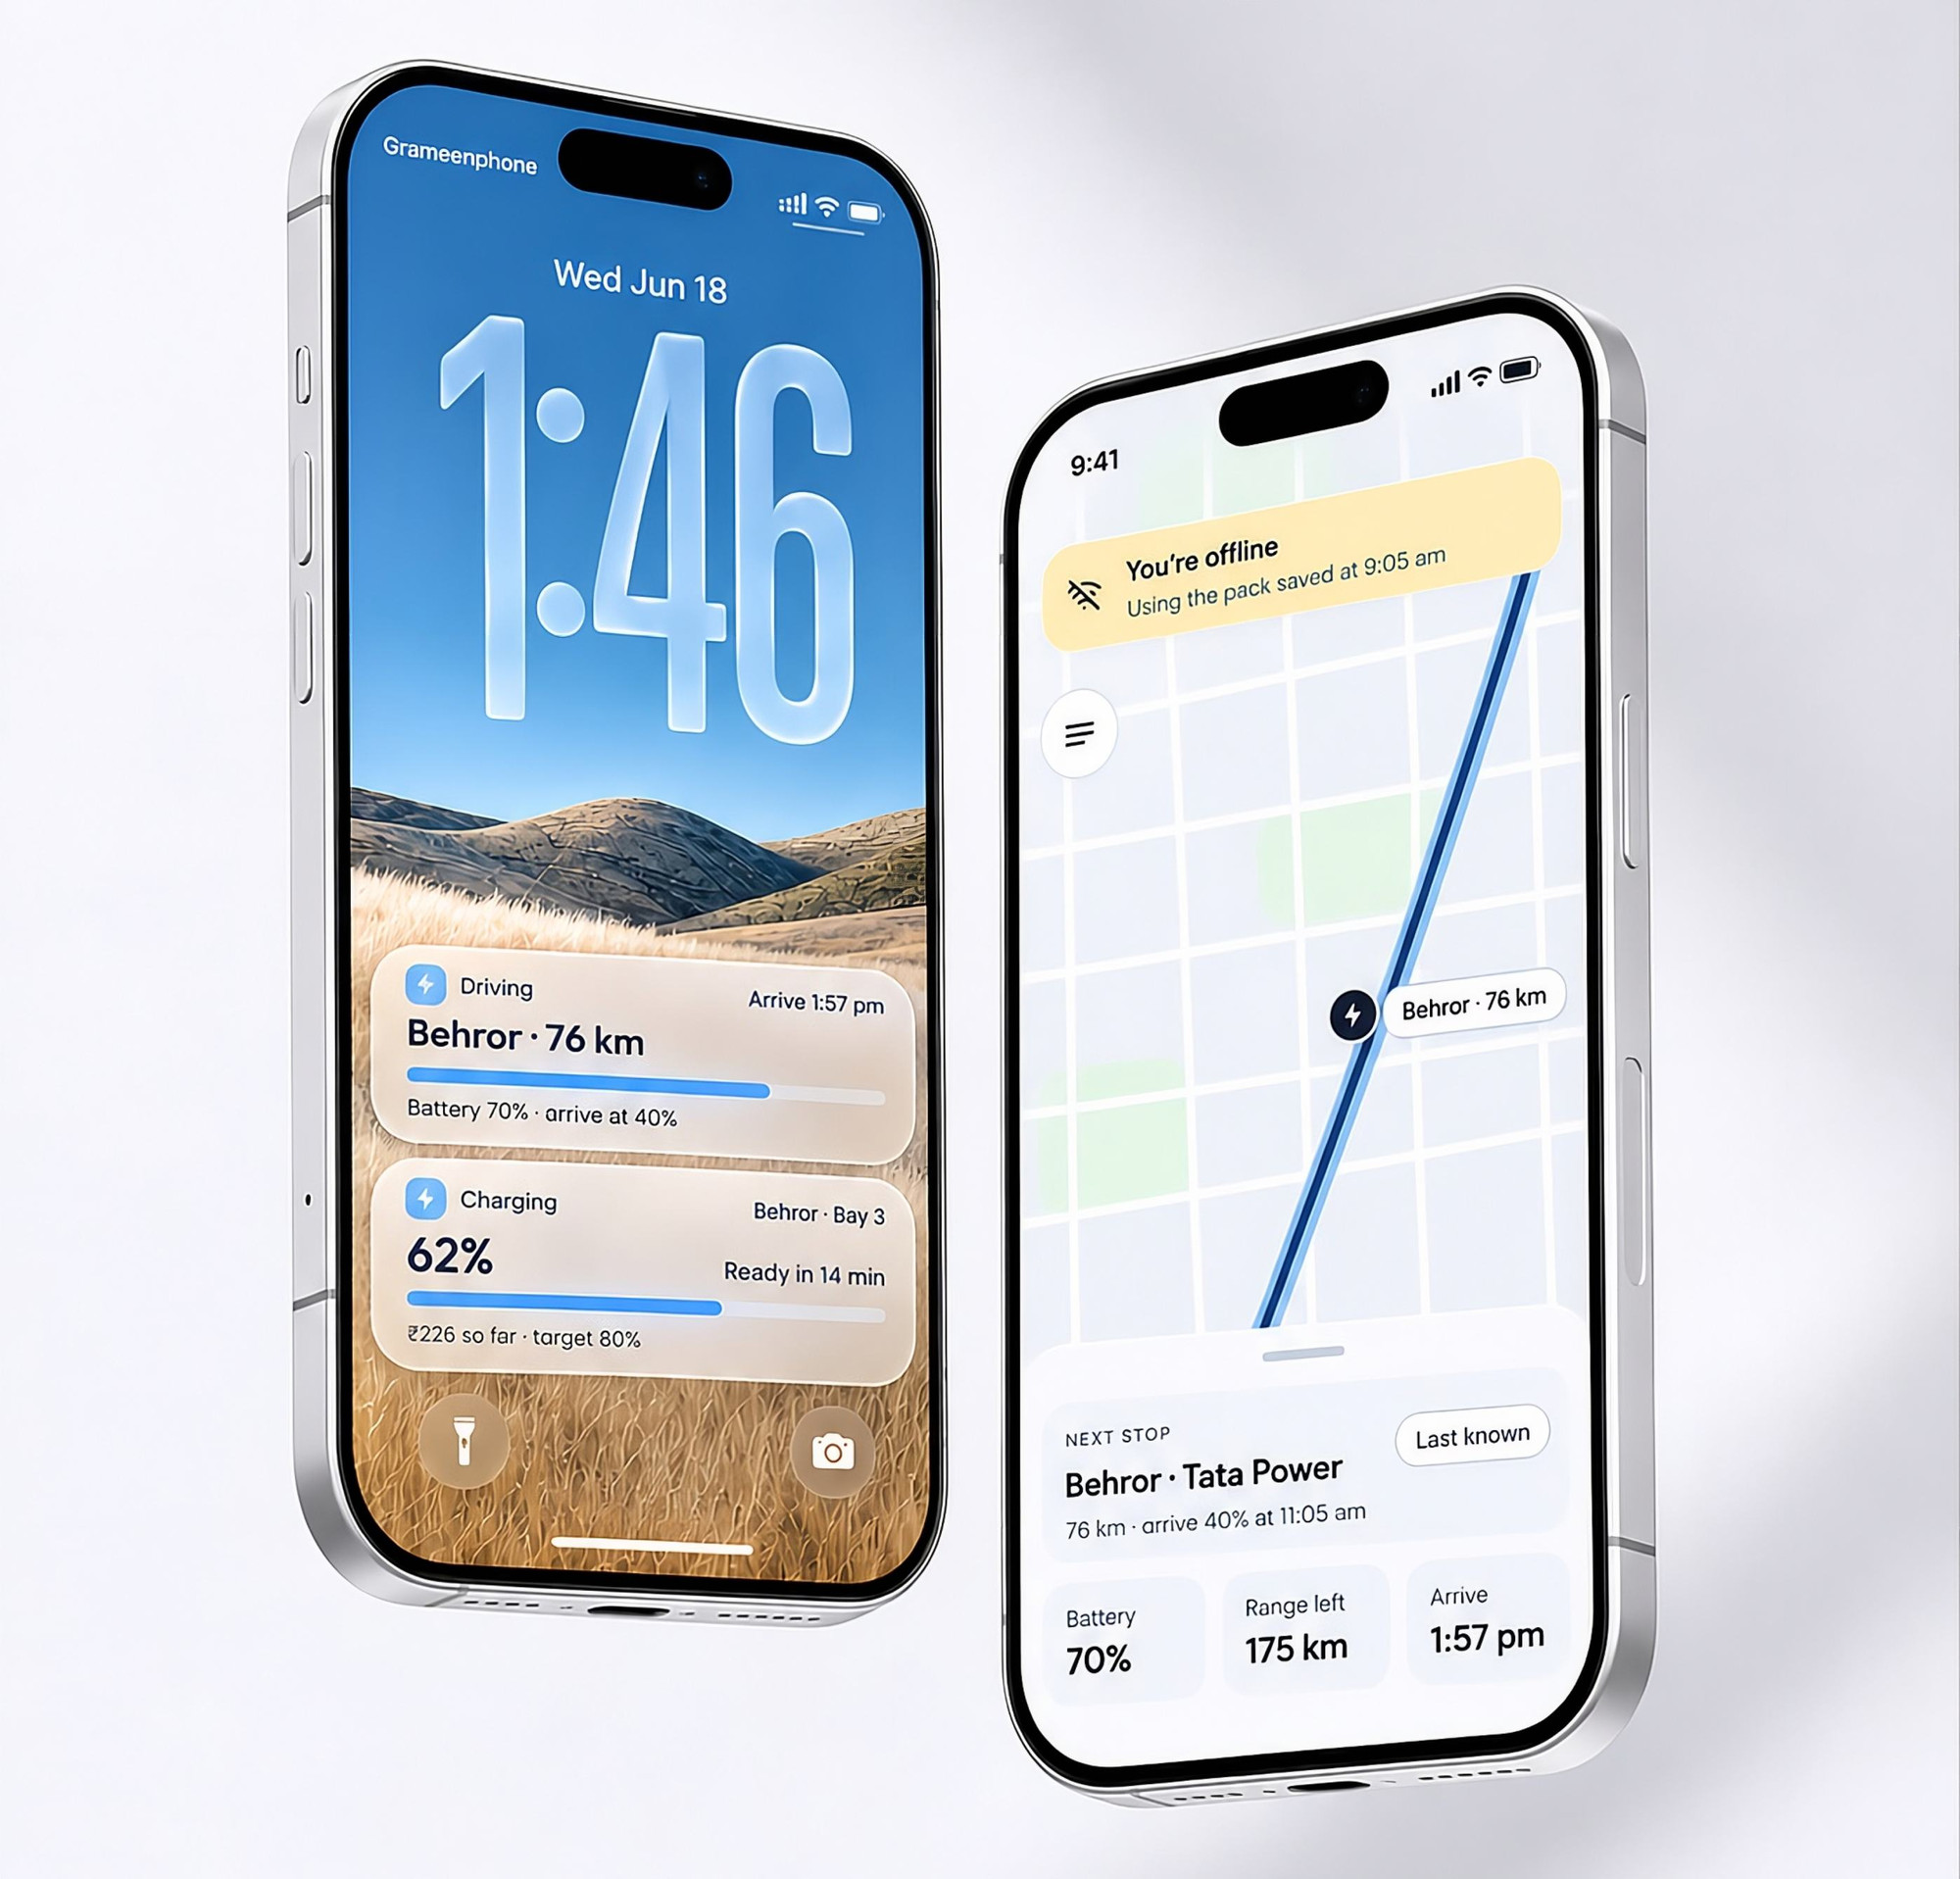 Grameenphone
Wed Jun 18
1:46
Driving
Arrive 1:57 pm
Behror · 76 km
Battery 70% · arrive at 40%
Charging
Behror · Bay 3
62%
Ready in 14 min
₹226 so far · target 80%
9:41
You're offline
Using the pack saved at 9:05 am
Behror · 76 km
NEXT STOP
Last known
Behror · Tata Power
76 km · arrive 40% at 11:05 am
Battery
70%
Range left
175 km
Arrive
1:57 pm